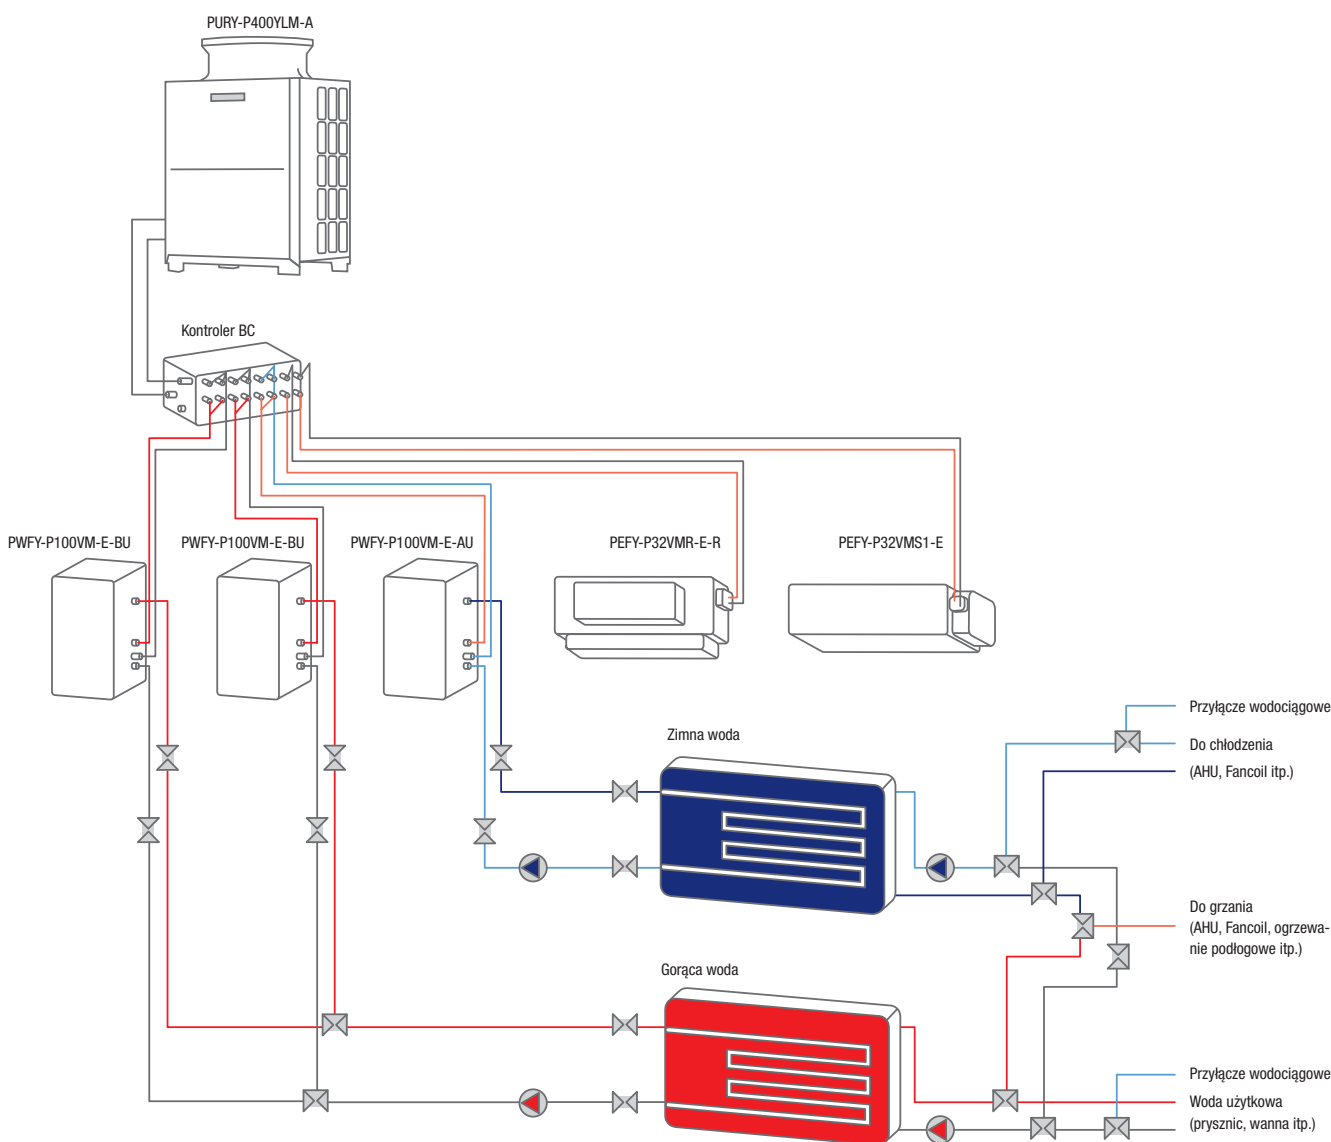 PURY-P400YLM-A
Kontroler BC
PWFY-P100VM-E-BU
PWFY-P100VM-E-BU
PWFY-P100VM-E-AU
PEFY-P32VMR-E-R
PEFY-P32VMS1-E
Zimna woda
Przyłącze wodociągowe
Do chłodzenia
(AHU, Fancoil itp.)
Do grzania
(AHU, Fancoil, ogrzewa-
nie podłogowe itp.)
Gorąca woda
Przyłącze wodociągowe
Woda użytkowa
(prysznic, wanna itp.)